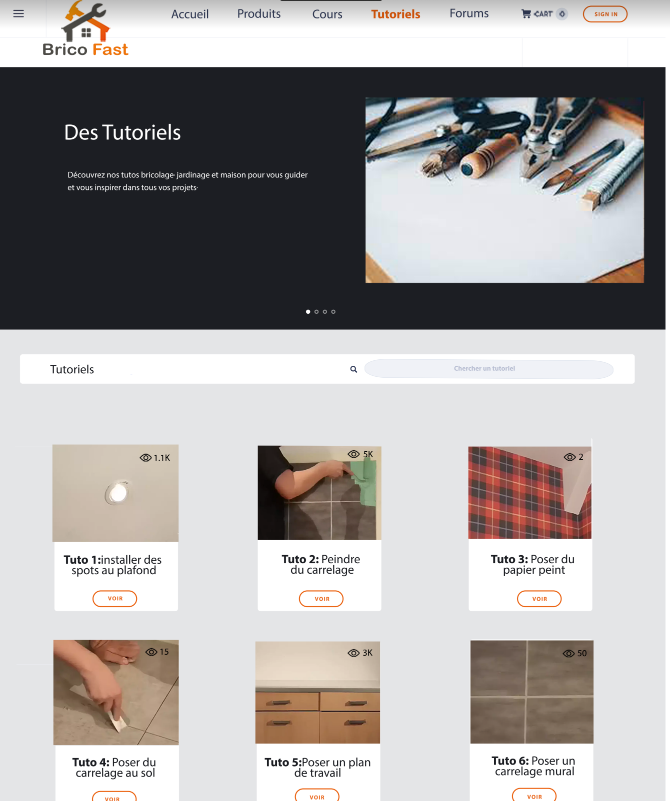 Accueil Produits Cours Tutoriels Forums CART 0 SIGN IN
Brico Fast
Des Tutoriels
Découvrez nos tutos bricolage· jardinage et maison pour vous guider
et vous inspirer dans tous vos projets·
Tutoriels Chercher un tutoriel
1.1K 5K 2
Tuto 1:installer des
spots au plafond
VOIR
Tuto 2: Peindre
du carrelage
VOIR
Tuto 3: Poser du
papier peint
VOIR
15 3K 50
Tuto 4: Poser du
carrelage au sol
VOIR
Tuto 5:Poser un plan
de travail
VOIR
Tuto 6: Poser un
carrelage mural
VOIR